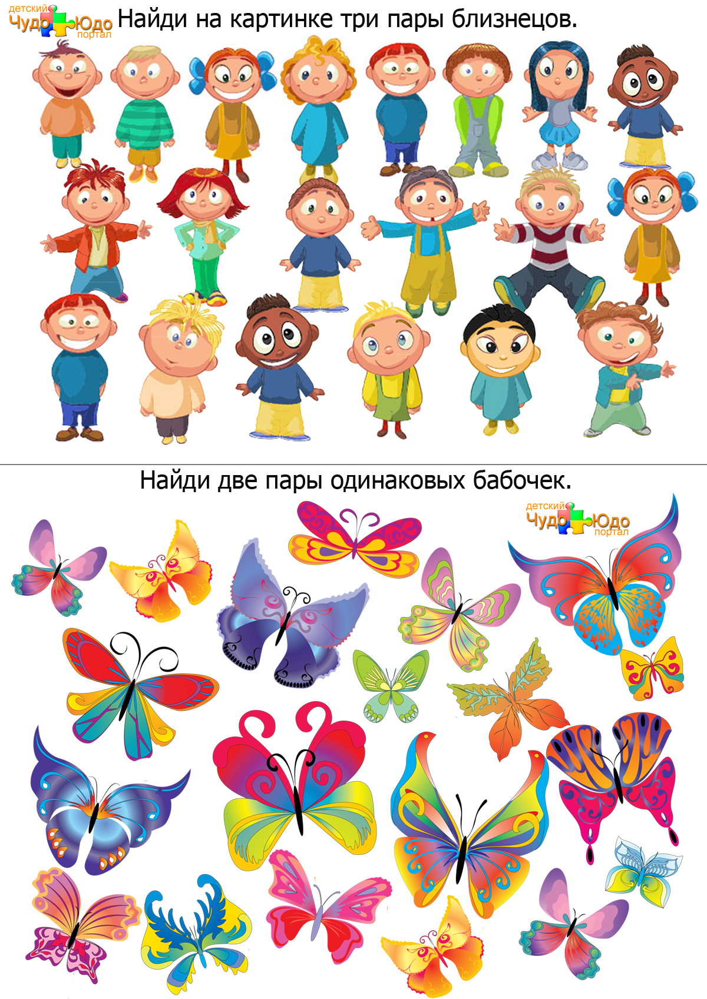 детский
Чудо Юдо
портал
Найди на картинке три пары близнецов.
Найди две пары одинаковых бабочек.
детский
Чудо Юдо
портал